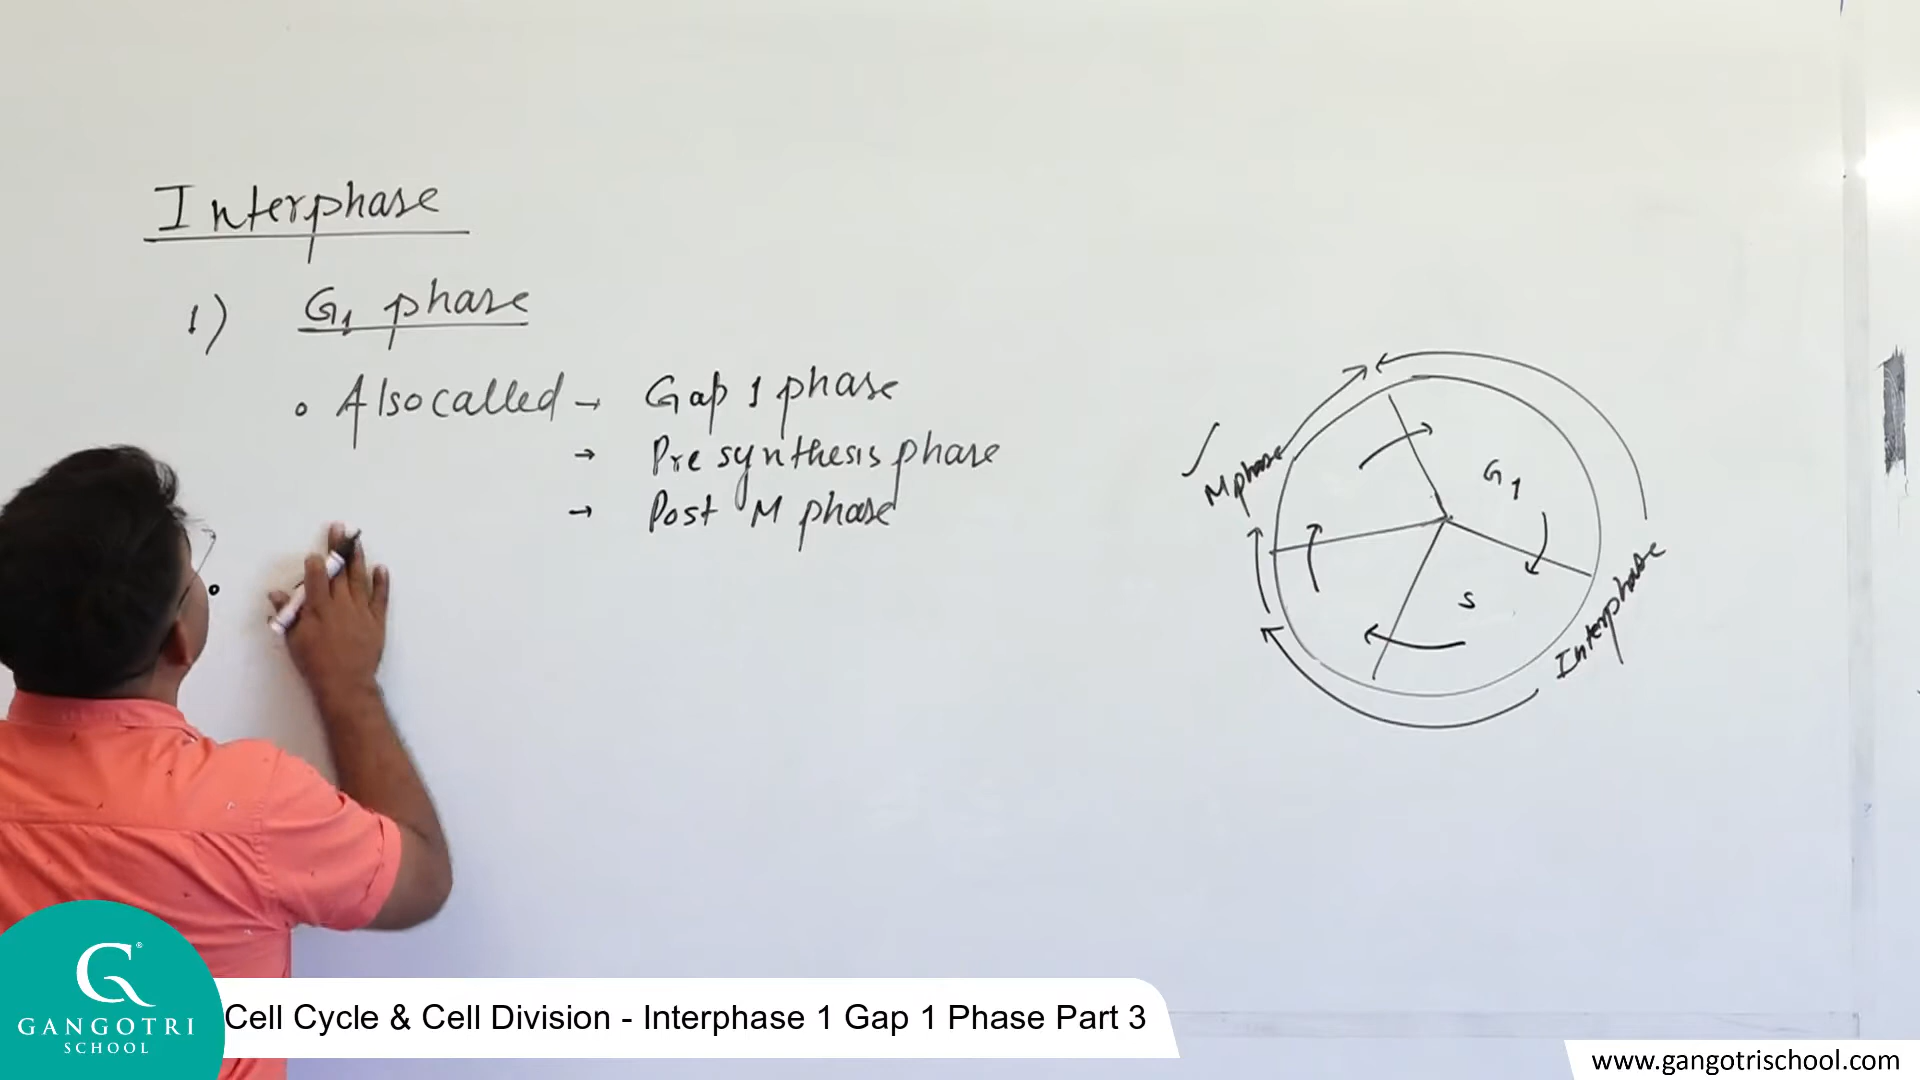 Interphase
1) G1 phase
• Also called → Gap 1 phase
→ Pre synthesis phase
→ Post M phase
•
M phase
G1
S
Interphase
GANGOTRI
SCHOOL
Cell Cycle & Cell Division - Interphase 1 Gap 1 Phase Part 3
www.gangotrischool.com